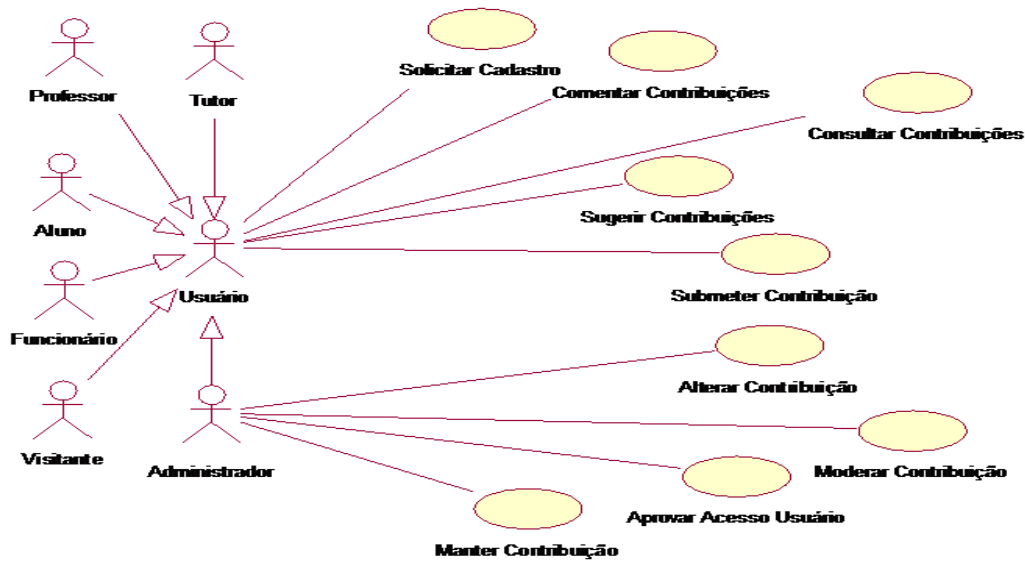 Solicitar Cadastro
Comentar Contribuições
Professor
Tutor
Consultar Contribuições
Sugerir Contribuições
Aluno
Usuário
Submeter Contribuição
Funcionário
Alterar Contribuição
Visitante
Administrador
Moderar Contribuição
Aprovar Acesso Usuário
Manter Contribuição